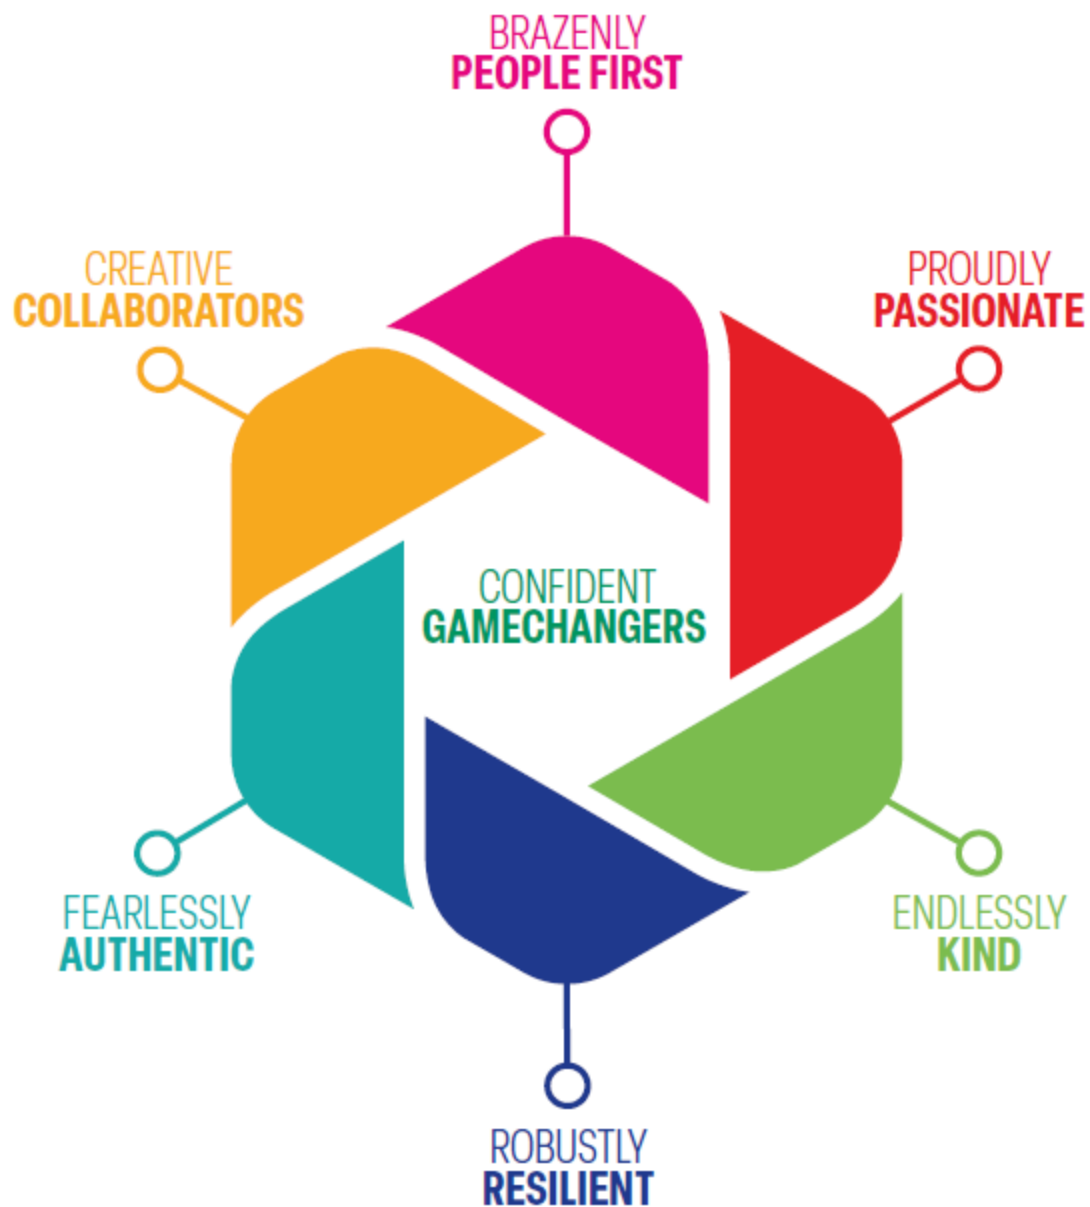 BRAZENLY
PEOPLE FIRST
CREATIVE
COLLABORATORS
PROUDLY
PASSIONATE
CONFIDENT
GAMECHANGERS
FEARLESSLY
AUTHENTIC
ENDLESSLY
KIND
ROBUSTLY
RESILIENT